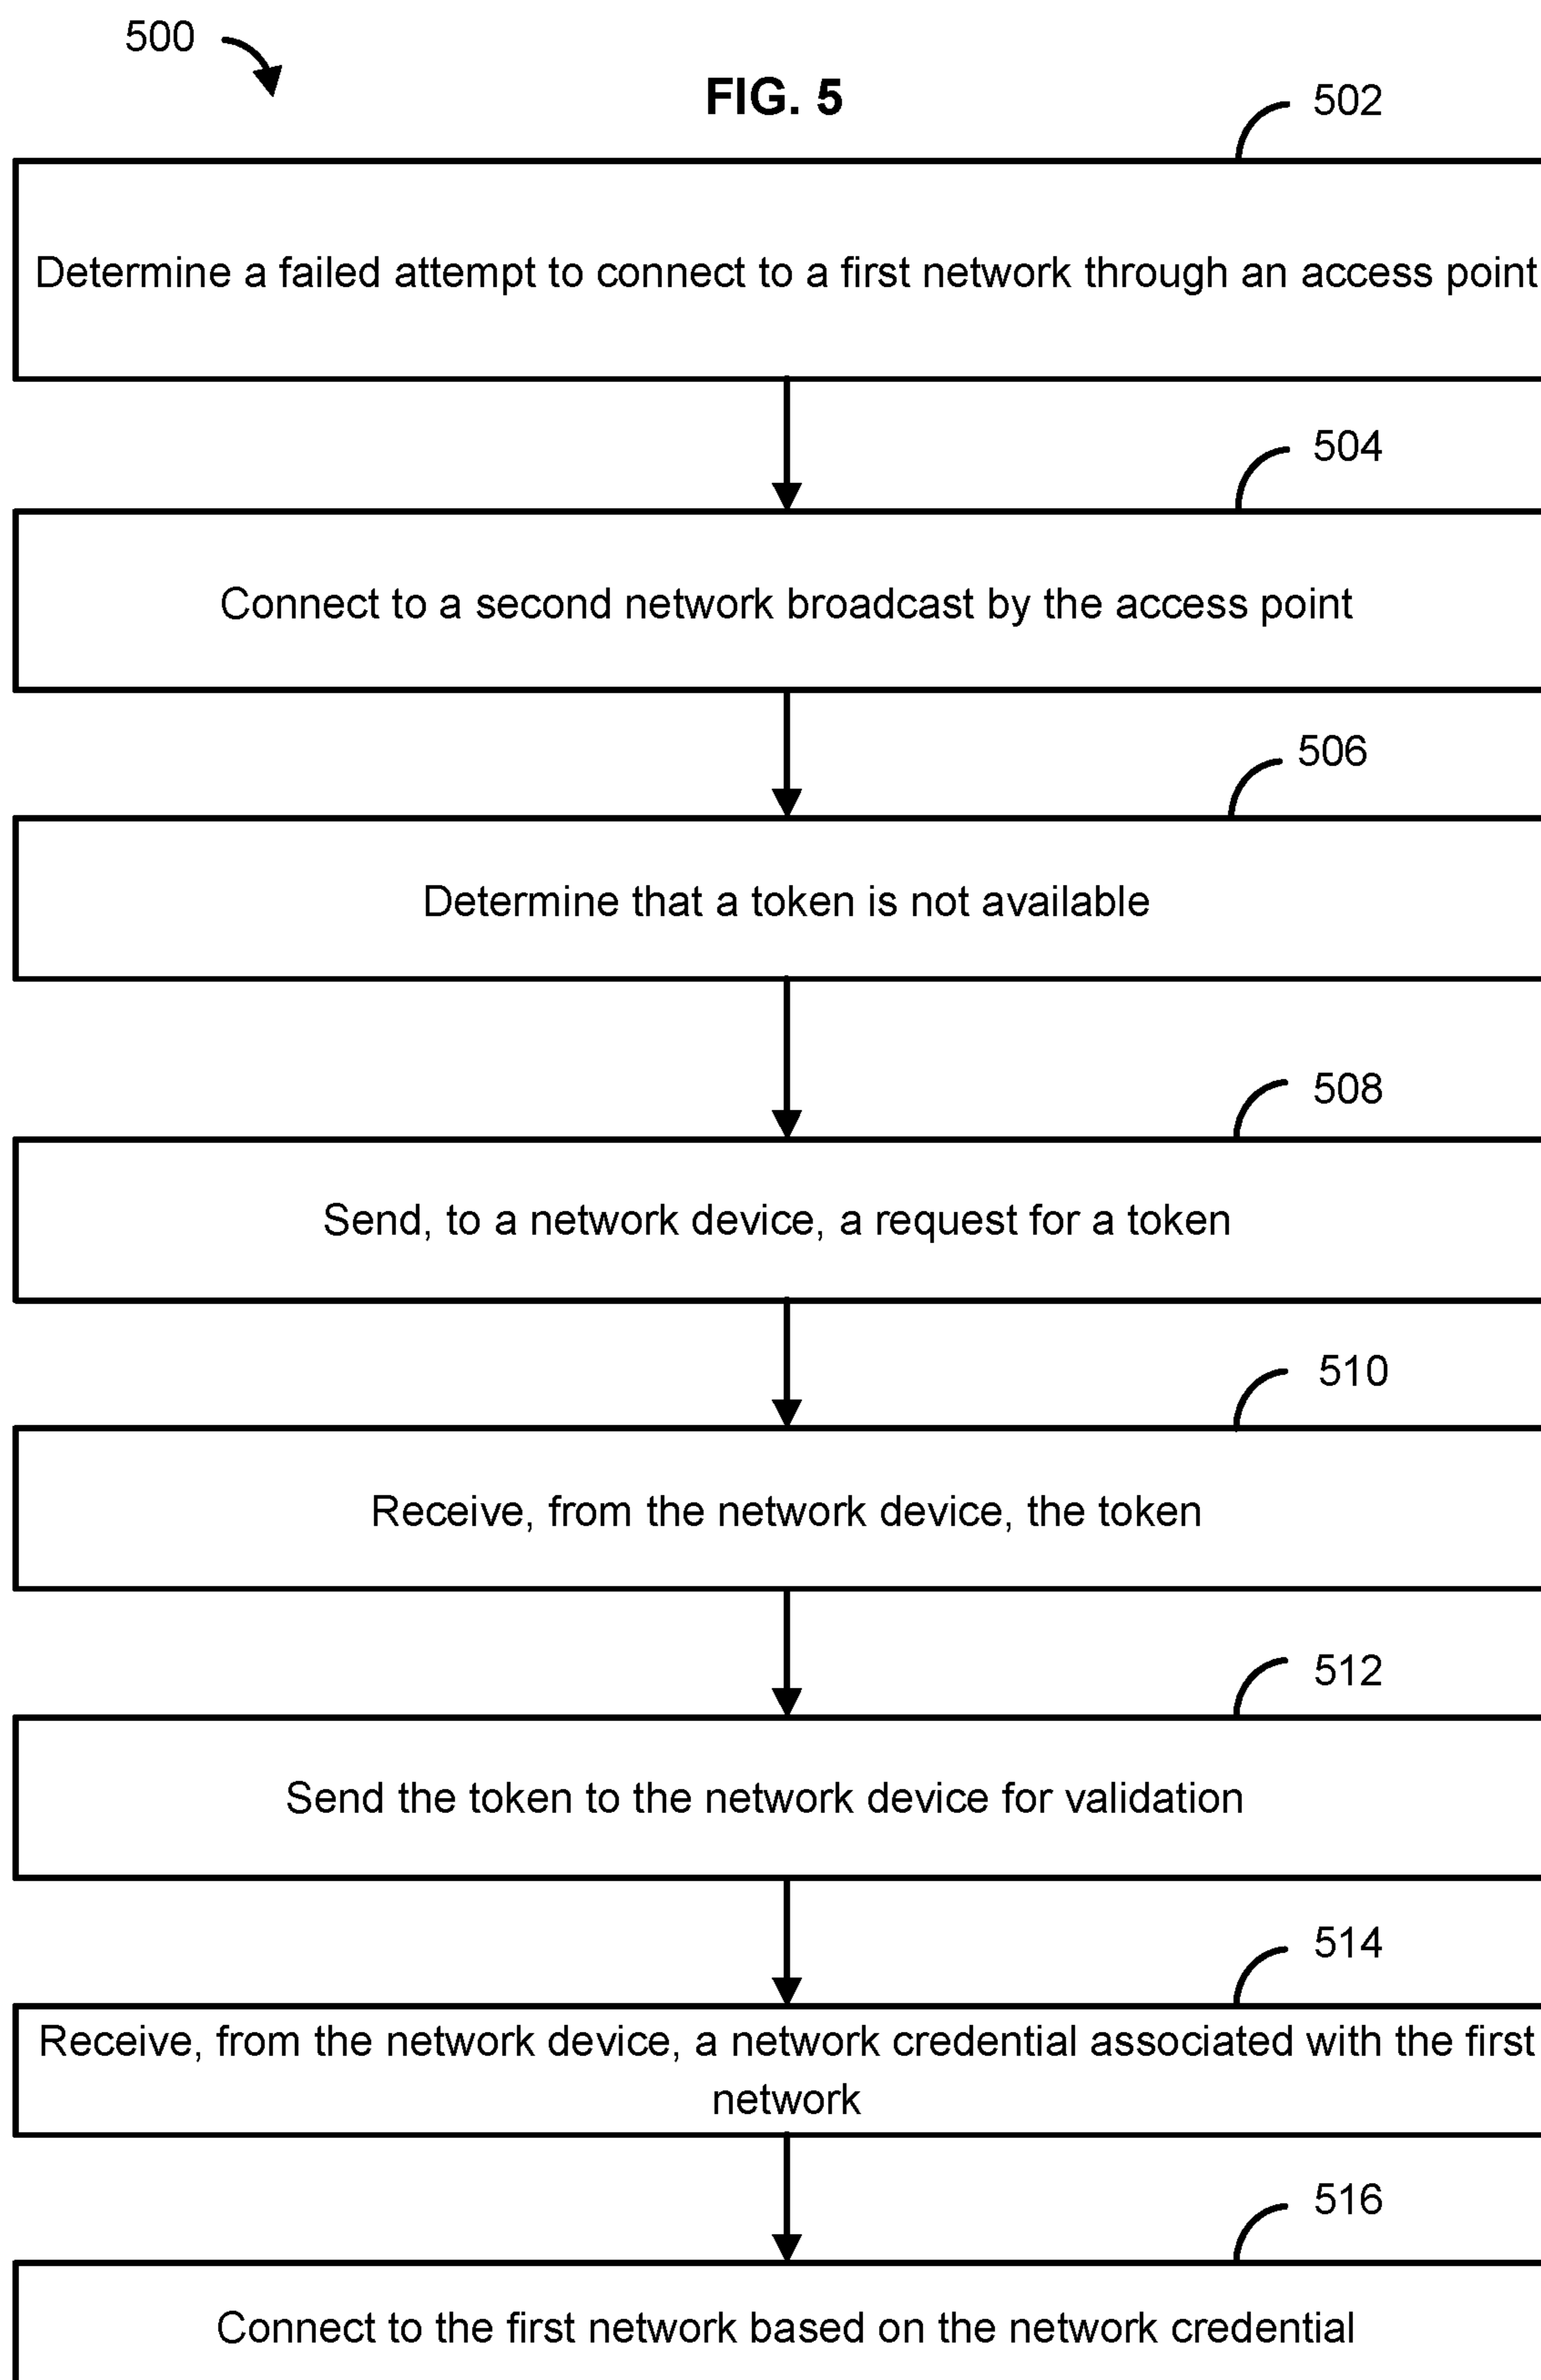 500
FIG. 5
502
Determine a failed attempt to connect to a first network through an access point
504
Connect to a second network broadcast by the access point
506
Determine that a token is not available
508
Send, to a network device, a request for a token
510
Receive, from the network device, the token
512
Send the token to the network device for validation
514
Receive, from the network device, a network credential associated with the first
network
516
Connect to the first network based on the network credential